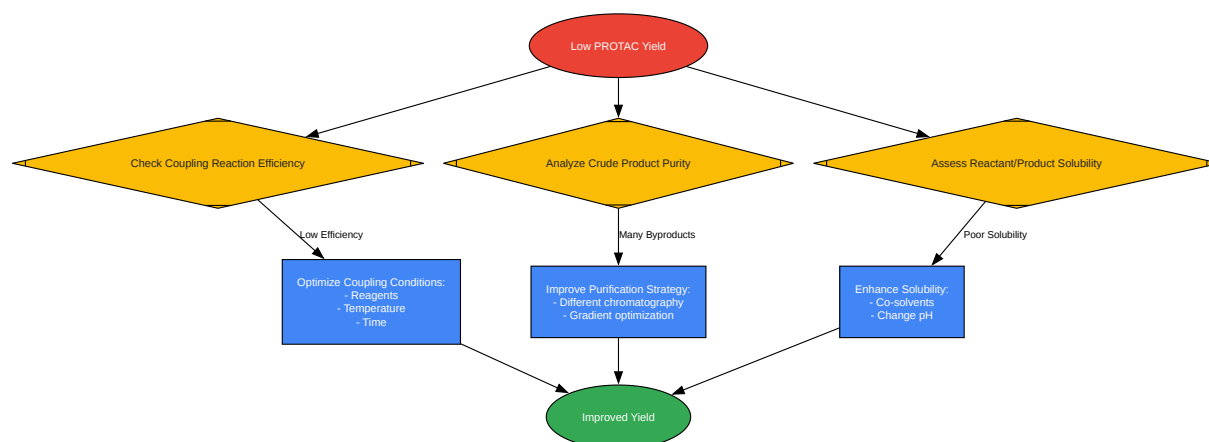 Low PROTAC Yield
Check Coupling Reaction Efficiency
Analyze Crude Product Purity
Assess Reactant/Product Solubility
Low Efficiency
Many Byproducts
Poor Solubility
Optimize Coupling Conditions:
- Reagents
- Temperature
- Time
Improve Purification Strategy:
- Different chromatography
- Gradient optimization
Enhance Solubility:
- Co-solvents
- Change pH
Improved Yield